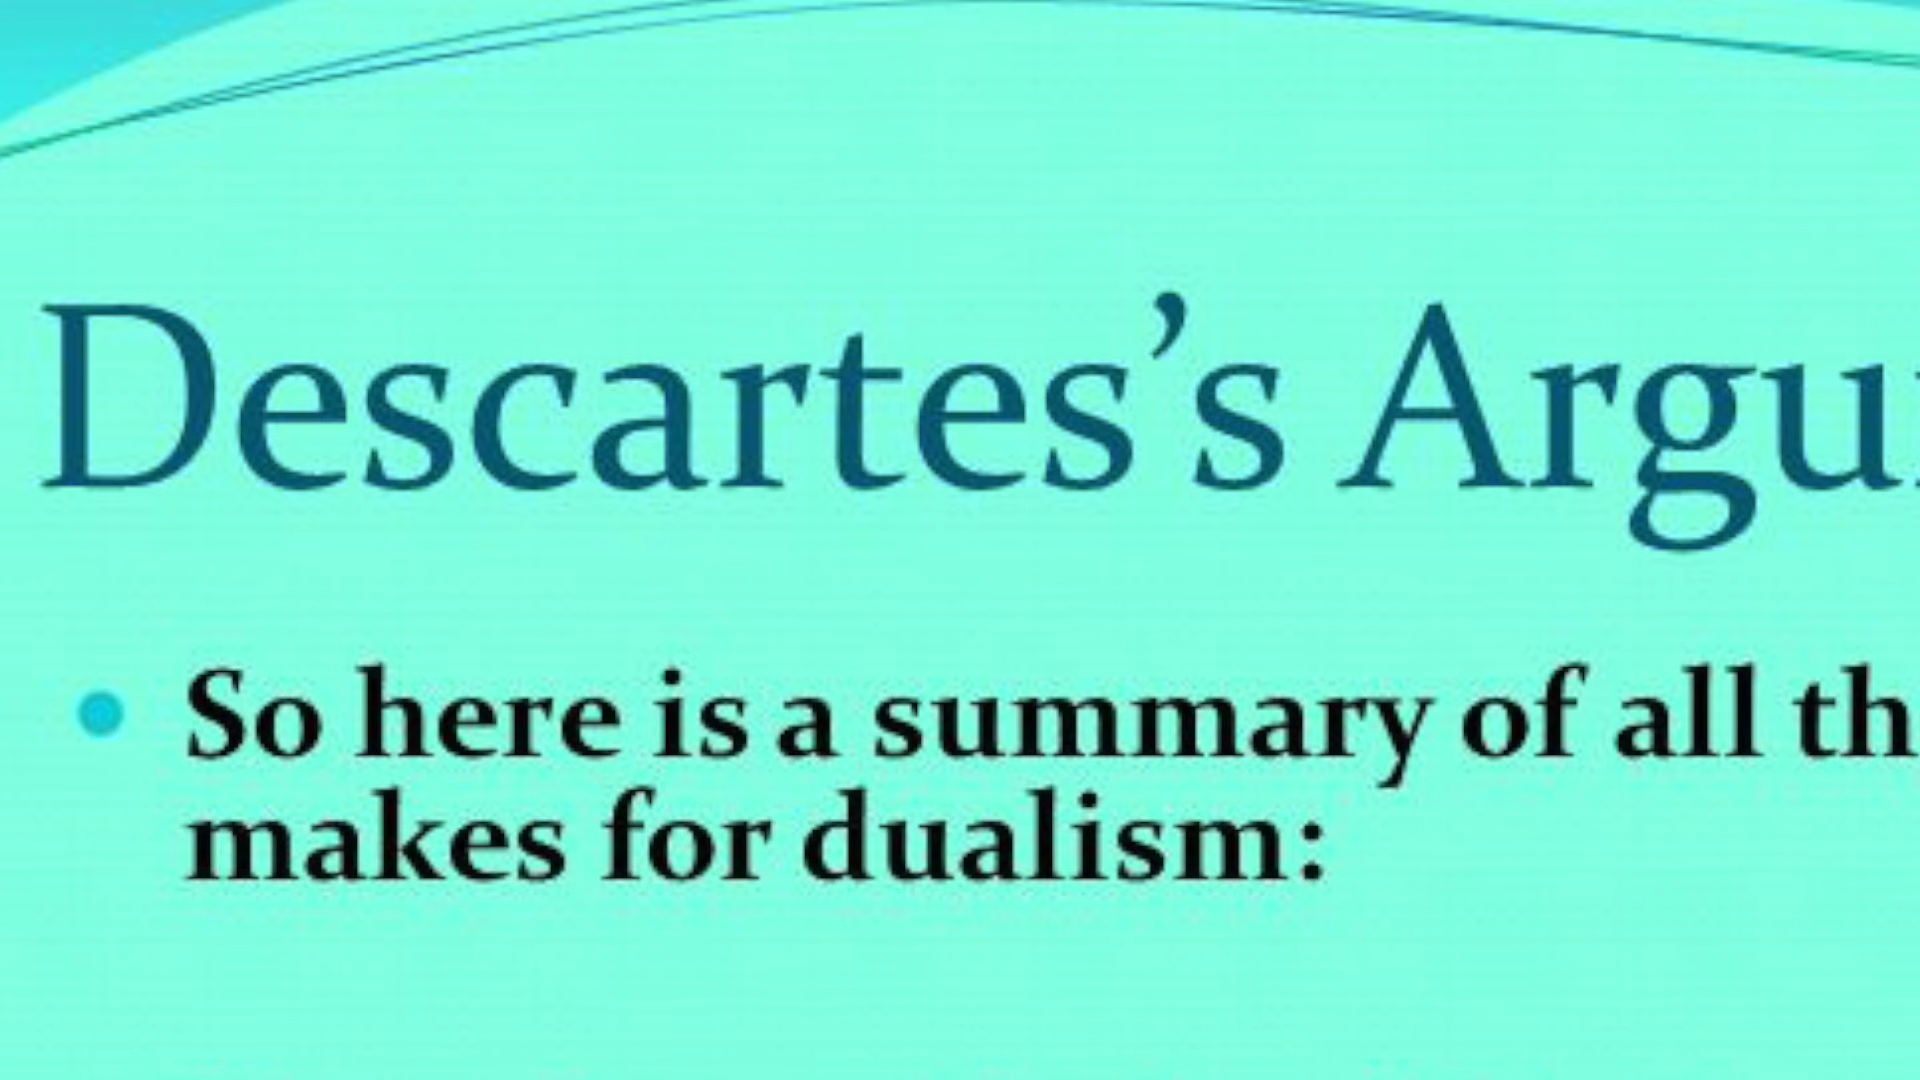 Descartes’s Argu
So here is a summary of all th
makes for dualism: